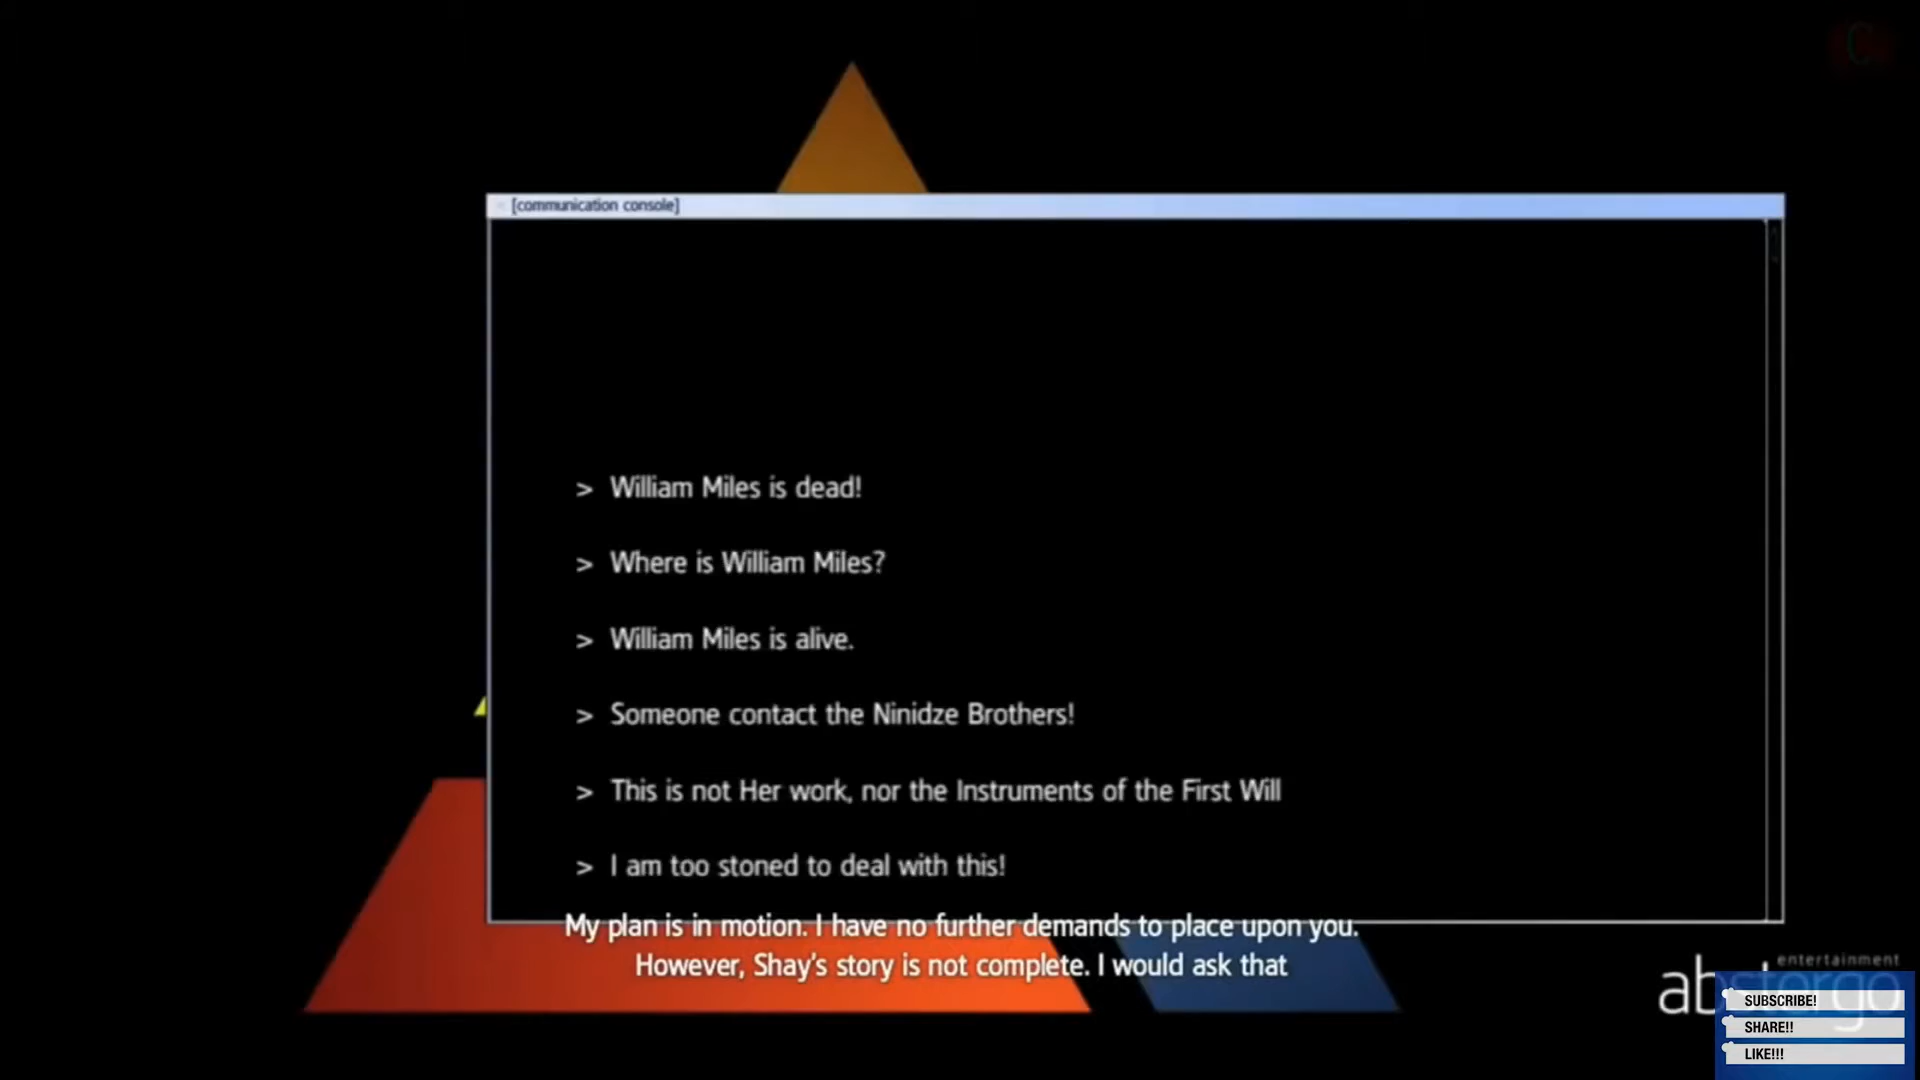 [communication console]
> William Miles is dead!
> Where is William Miles?
> William Miles is alive.
> Someone contact the Ninidze Brothers!
> This is not Her work, nor the Instruments of the First Will
> I am too stoned to deal with this!
My plan is in motion. I have no further demands to place upon you.
However, Shay's story is not complete. I would ask that
entertainment
abstergo
SUBSCRIBE!
SHARE!!
LIKE!!!